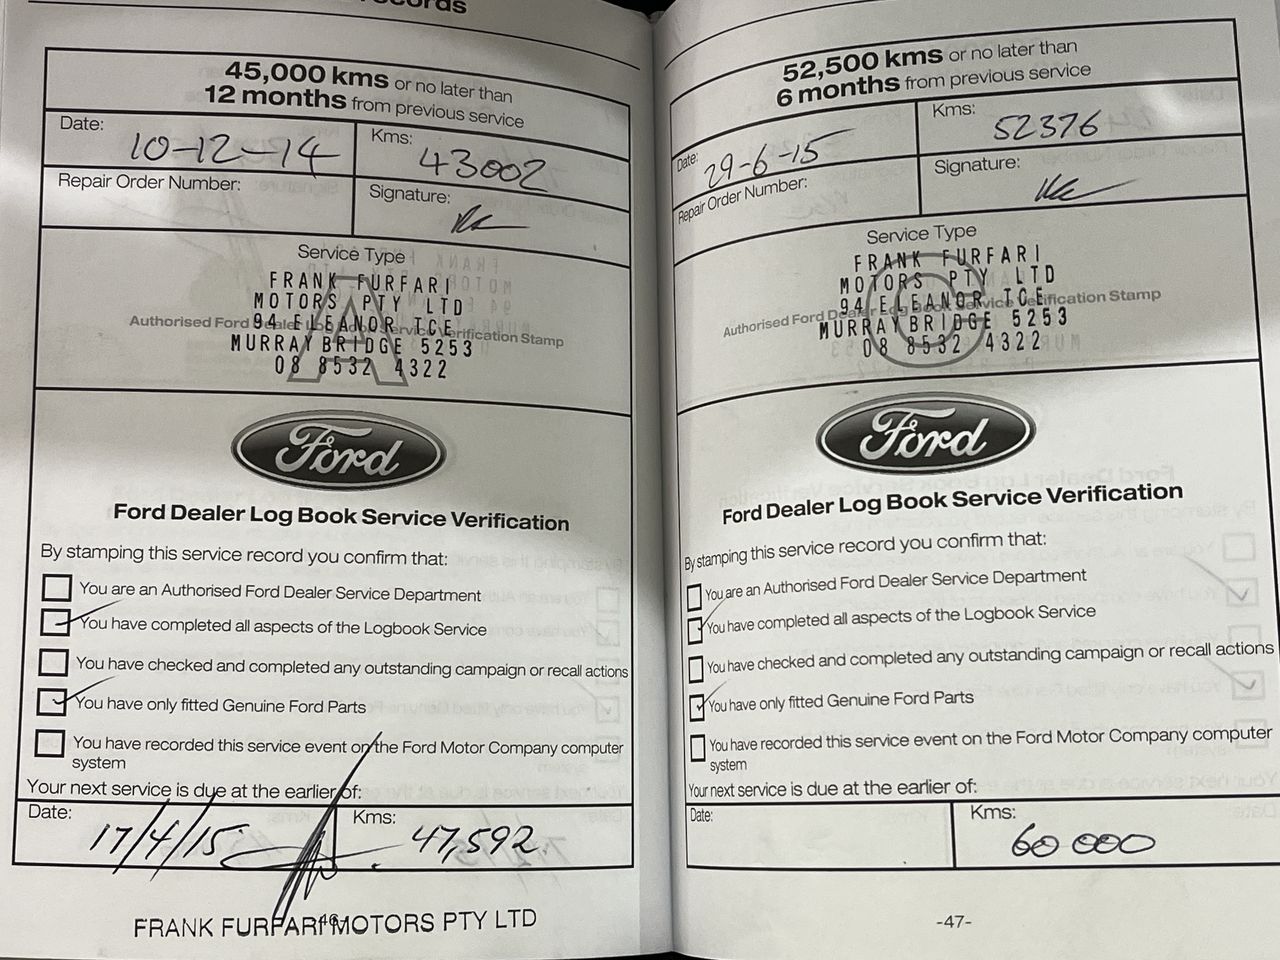 45,000 kms or no later than
12 months from previous service
Date:
10-12-14
Kms:
43002
Repair Order Number:
Signature:
Service Type
A
FRANK FURFARI
MOTORS PTY LTD
94 ELEANOR TCE
Authorised Ford Dealer Log Book Service Verification Stamp
MURRAY BRIDGE 5253
08 8532 4322
Ford
Ford Dealer Log Book Service Verification
By stamping this service record you confirm that:
You are an Authorised Ford Dealer Service Department
You have completed all aspects of the Logbook Service
You have checked and completed any outstanding campaign or recall actions
You have only fitted Genuine Ford Parts
You have recorded this service event on the Ford Motor Company computer
system
Your next service is due at the earlier of:
Date:
17/4/15
Kms:
47,592.
FRANK FURFARI MOTORS PTY LTD
52,500 kms or no later than
6 months from previous service
Date:
29-6-15
Kms:
52376
Repair Order Number:
Signature:
Service Type
C
FRANK FURFARI
MOTORS PTY LTD
94 ELEANOR TCE
Authorised Ford Dealer Log Book Service Verification Stamp
MURRAY BRIDGE 5253
08 8532 4322
Ford
Ford Dealer Log Book Service Verification
By stamping this service record you confirm that:
You are an Authorised Ford Dealer Service Department
You have completed all aspects of the Logbook Service
You have checked and completed any outstanding campaign or recall actions
You have only fitted Genuine Ford Parts
You have recorded this service event on the Ford Motor Company computer
system
Your next service is due at the earlier of:
Date:
Kms:
60 000
-47-